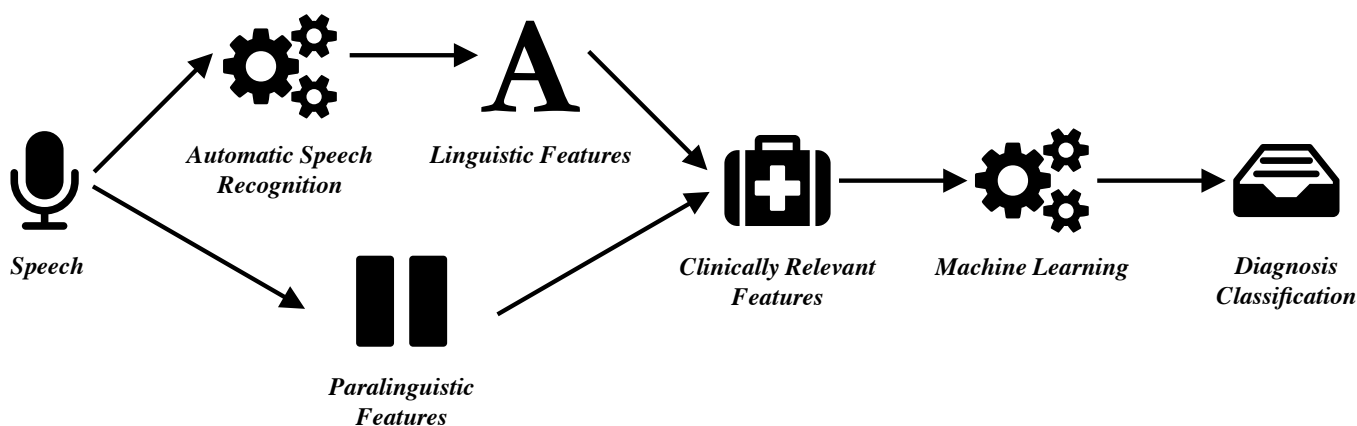 A
Automatic Speech
Recognition
Linguistic Features
Speech
Paralinguistic
Features
Clinically Relevant
Features
Machine Learning
Diagnosis
Classification